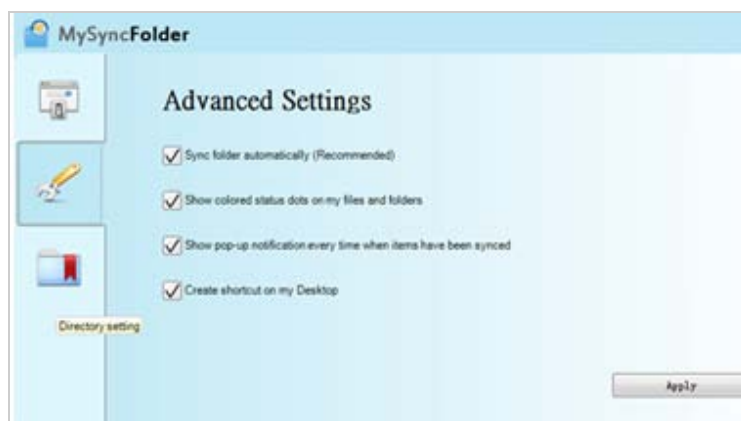 MySyncFolder
Advanced Settings
Sync folder automatically (Recommended)
Show colored status dots on my files and folders
Show pop-up notification every time when items have been synced
Create shortcut on my Desktop
Directory setting
Apply